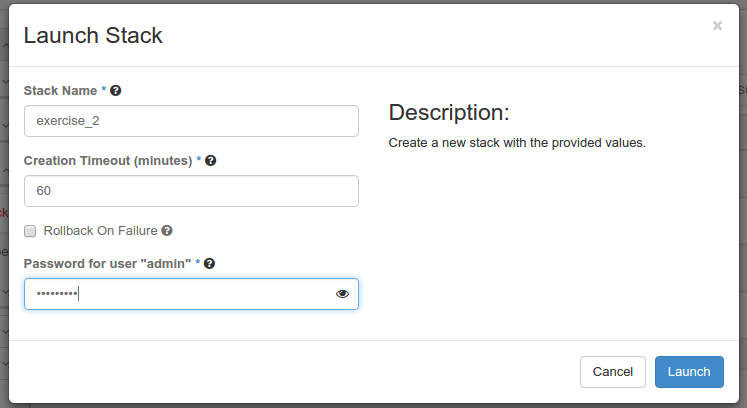 Launch Stack
×
Stack Name *
exercise_2
Creation Timeout (minutes) *
60
Rollback On Failure
Password for user "admin" *
•••••••••
Description:
Create a new stack with the provided values.
Cancel
Launch